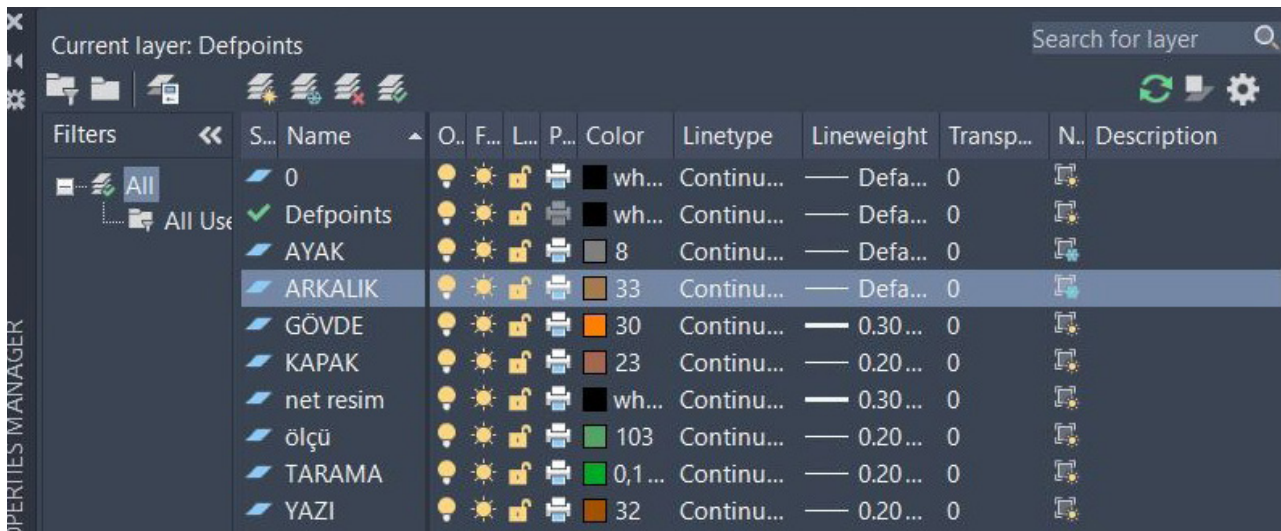 Current layer: Defpoints
Search for layer
Filters
S... Name O.. F... L... P... Color Linetype Lineweight Transp... N.. Description
All
All Use
0 wh... Continu... Defa... 0
Defpoints wh... Continu... Defa... 0
AYAK 8 Continu... Defa... 0
ARKALIK 33 Continu... Defa... 0
GÖVDE 30 Continu... 0.30 ... 0
KAPAK 23 Continu... 0.20 ... 0
net resim wh... Continu... 0.30 ... 0
ölçü 103 Continu... 0.20 ... 0
TARAMA 0,1... Continu... 0.20 ... 0
YAZI 32 Continu... 0.20 ... 0
PERTIES MANAGER